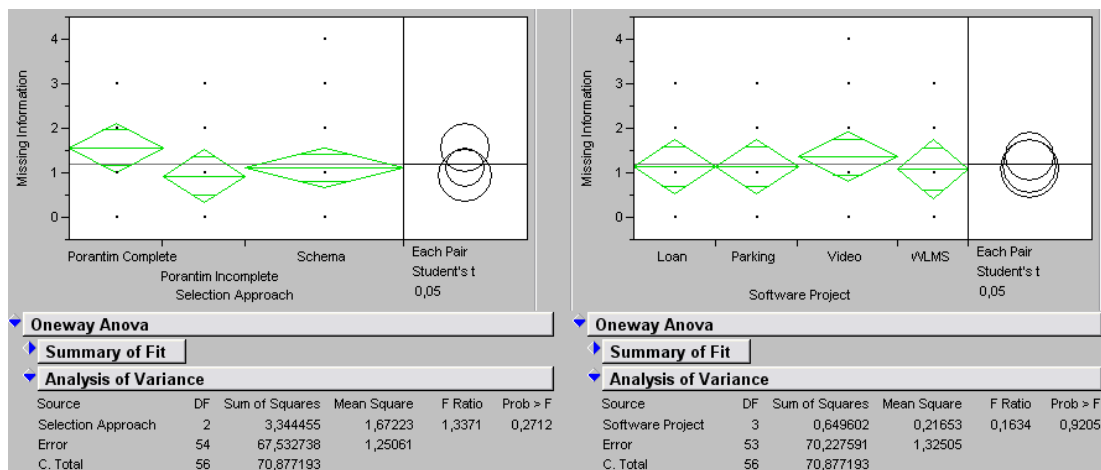 4
3
2
1
0
Missing Information
Porantim Complete
Porantim Incomplete
Schema
Selection Approach
Each Pair
Student's t
0,05
Oneway Anova
Summary of Fit
Analysis of Variance
Source DF Sum of Squares Mean Square F Ratio Prob > F
Selection Approach 2 3,344455 1,67223 1,3371 0,2712
Error 54 67,532738 1,25061
C. Total 56 70,877193
4
3
2
1
0
Missing Information
Loan Parking Video WLMS
Software Project
Each Pair
Student's t
0,05
Oneway Anova
Summary of Fit
Analysis of Variance
Source DF Sum of Squares Mean Square F Ratio Prob > F
Software Project 3 0,649602 0,21653 0,1634 0,9205
Error 53 70,227591 1,32505
C. Total 56 70,877193